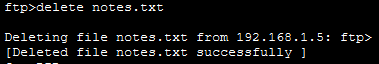 ftp>delete notes.txt
Deleting file notes.txt from 192.168.1.5: ftp>
[Deleted file notes.txt successfully ]